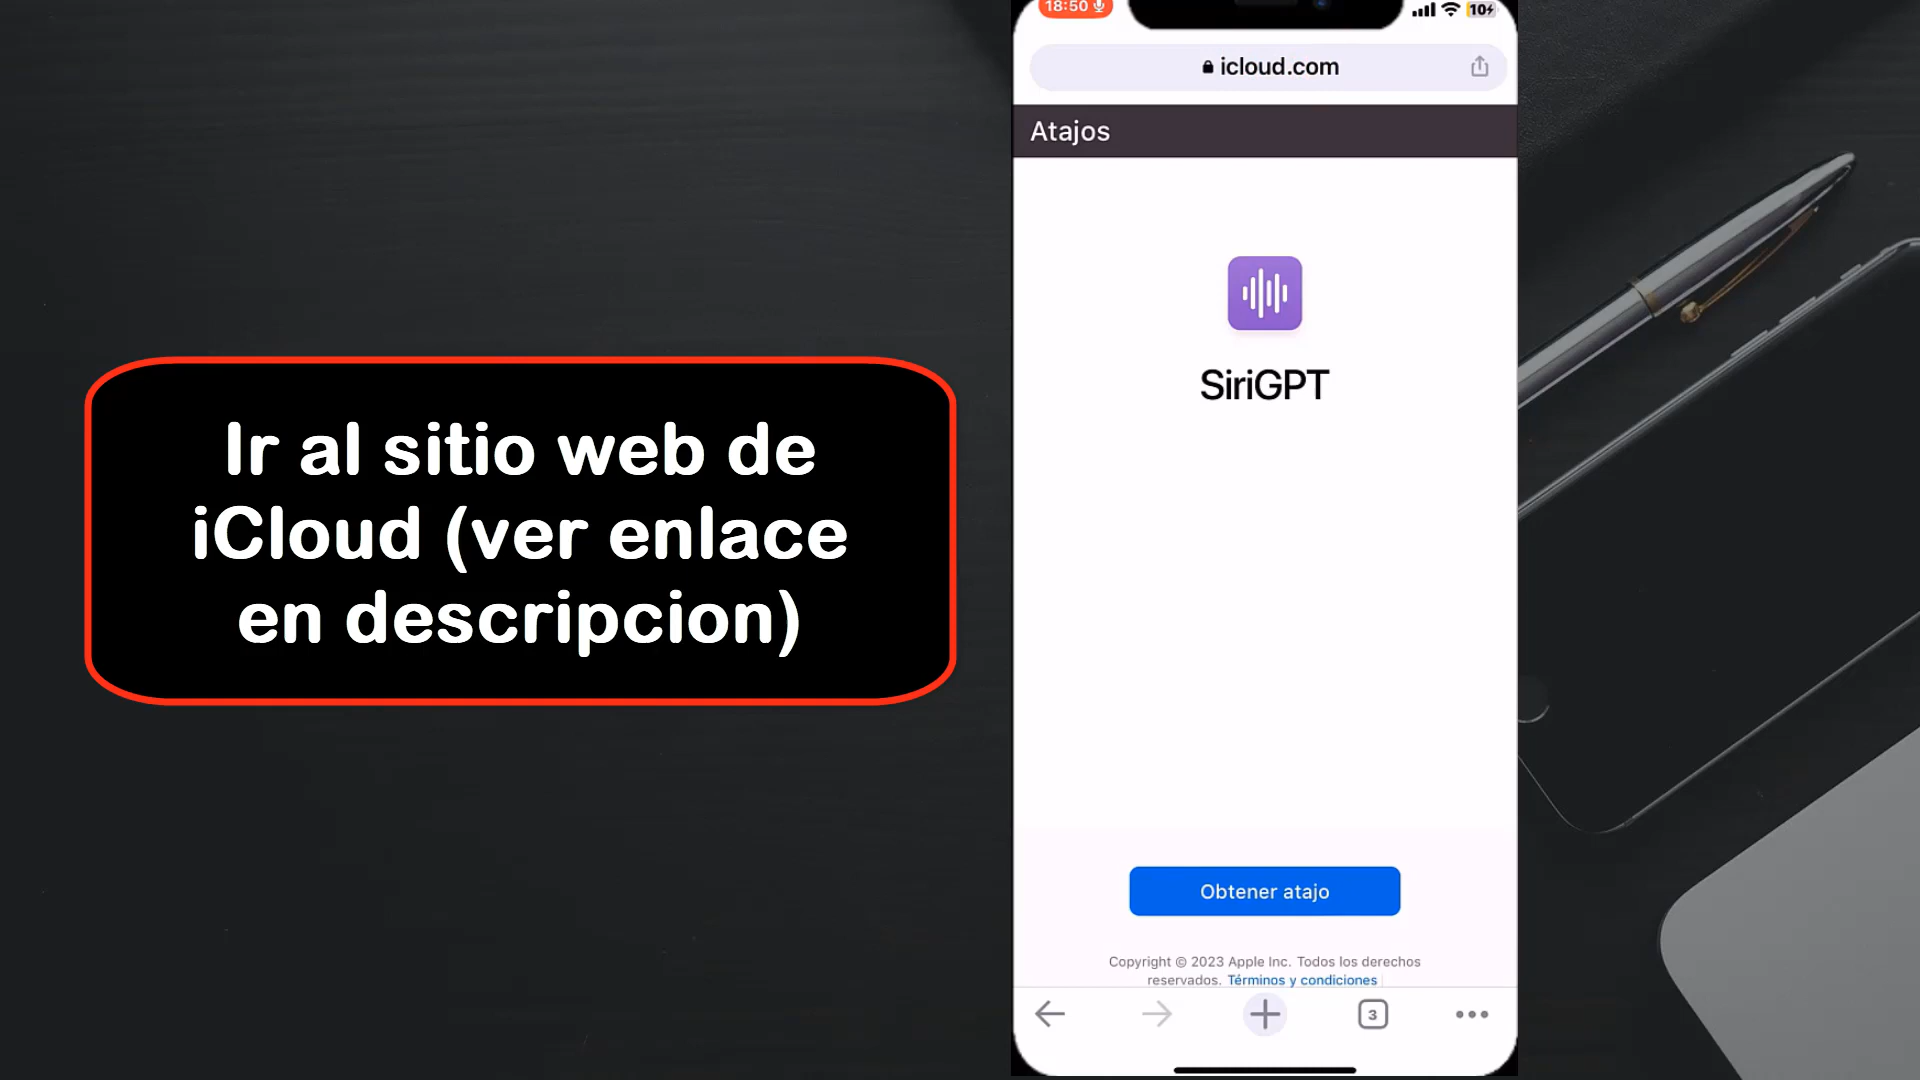 Ir al sitio web de
iCloud (ver enlace
en descripcion)
18:50
10
icloud.com
Atajos
SiriGPT
Obtener atajo
Copyright © 2023 Apple Inc. Todos los derechos
reservados. Términos y condiciones
3